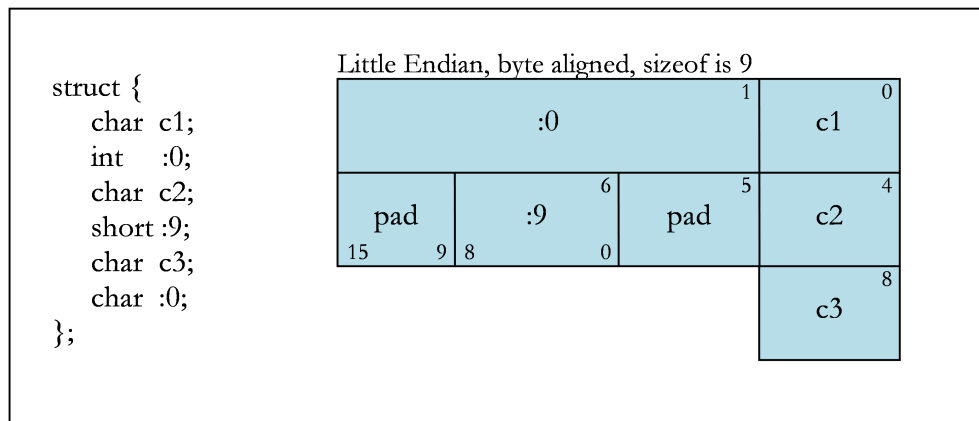 Little Endian, byte aligned, sizeof is 9
struct {
char c1;
int :0;
char c2;
short :9;
char c3;
char :0;
};
:0 1 c1 0
pad 15 9 :9 6 8 0 pad 5 c2 4
c3 8